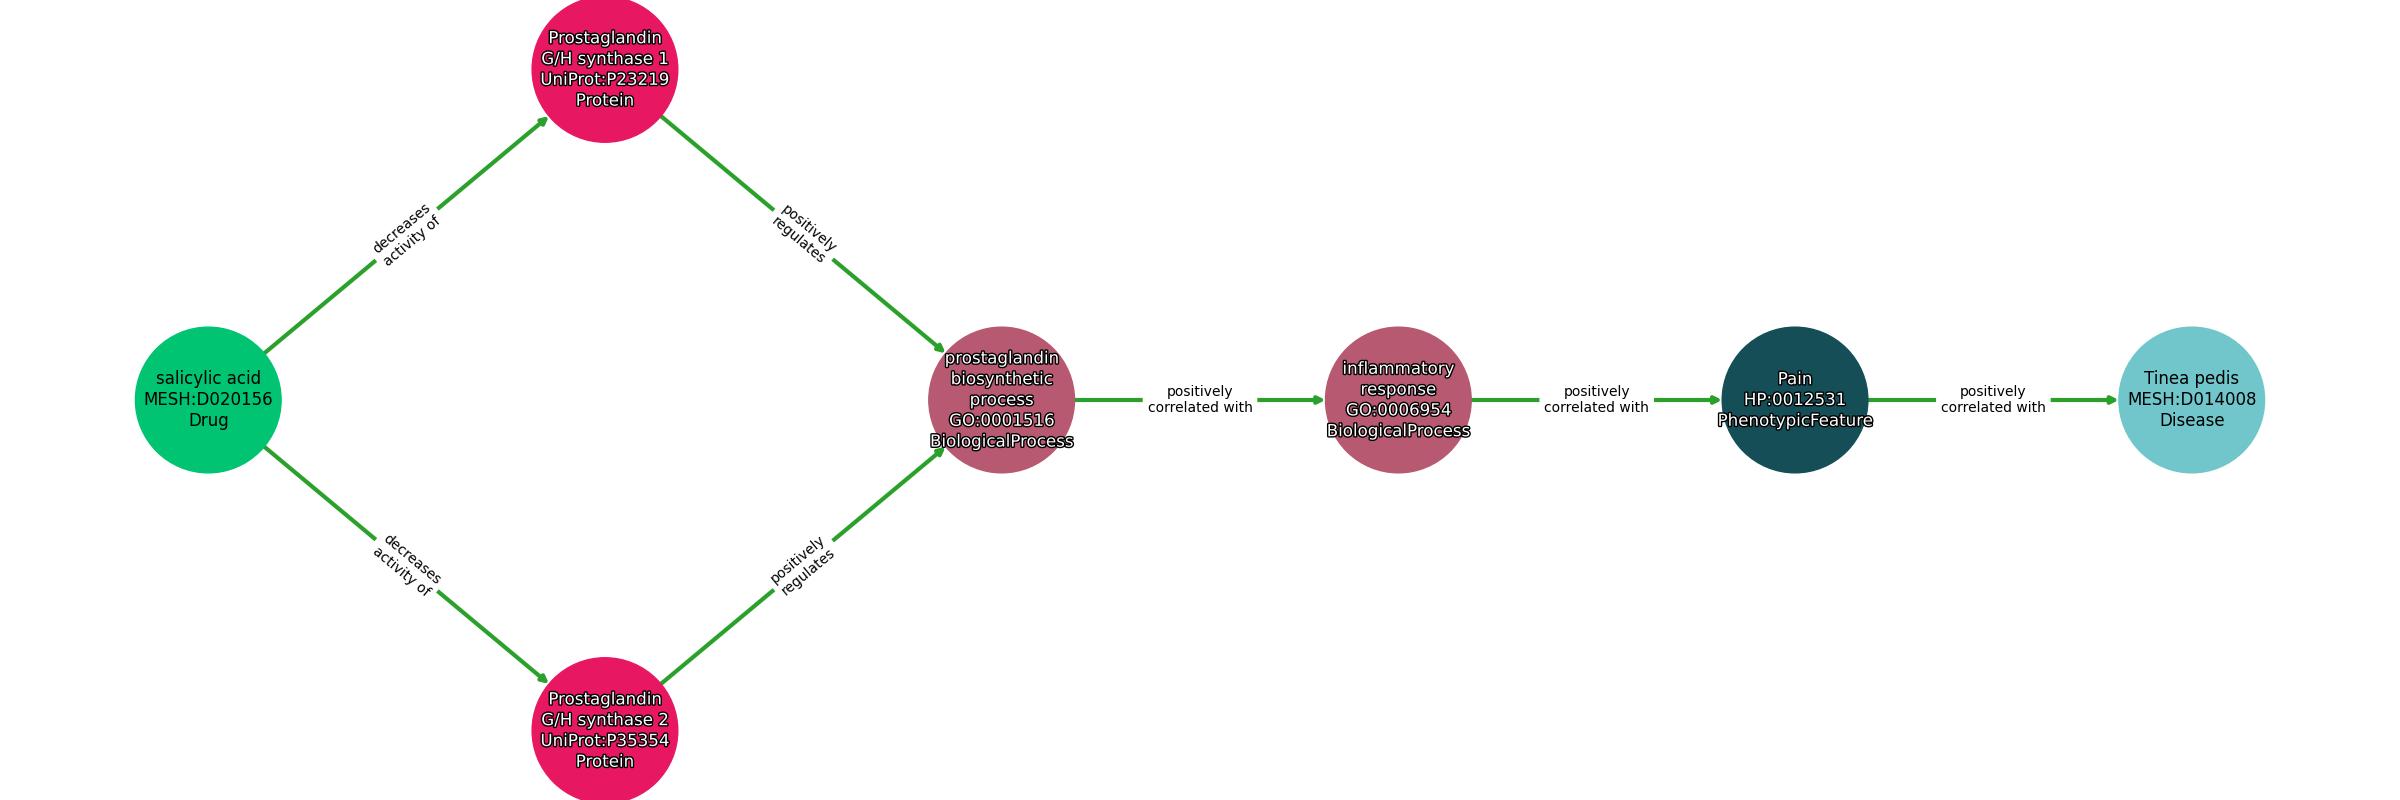 Prostaglandin
G/H synthase 1
UniProt:P23219
Protein
decreases
activity of
positively
regulates
salicylic acid
MESH:D020156
Drug
prostaglandin
biosynthetic
process
GO:0001516
BiologicalProcess
positively
correlated with
inflammatory
response
GO:0006954
BiologicalProcess
positively
correlated with
Pain
HP:0012531
PhenotypicFeature
positively
correlated with
Tinea pedis
MESH:D014008
Disease
decreases
activity of
positively
regulates
Prostaglandin
G/H synthase 2
UniProt:P35354
Protein